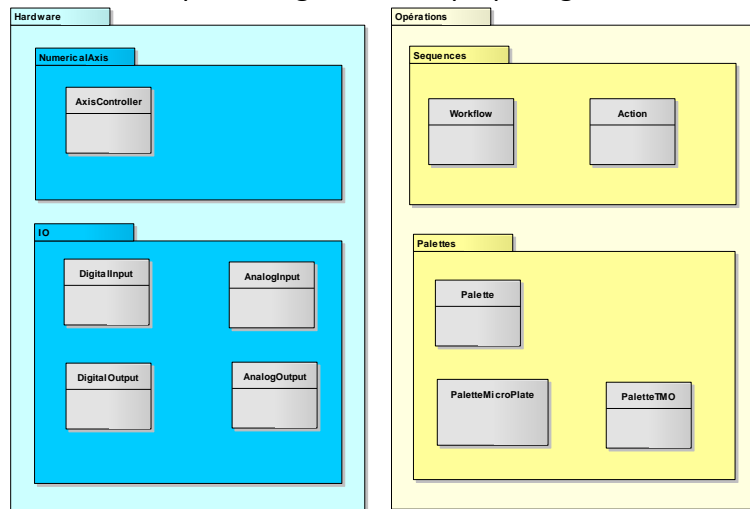 Hardware
NumericalAxis
AxisController
IO
DigitalInput
AnalogInput
DigitalOutput
AnalogOutput
Opérations
Sequences
Workflow
Action
Palettes
Palette
PaletteMicroPlate
PaletteTMO